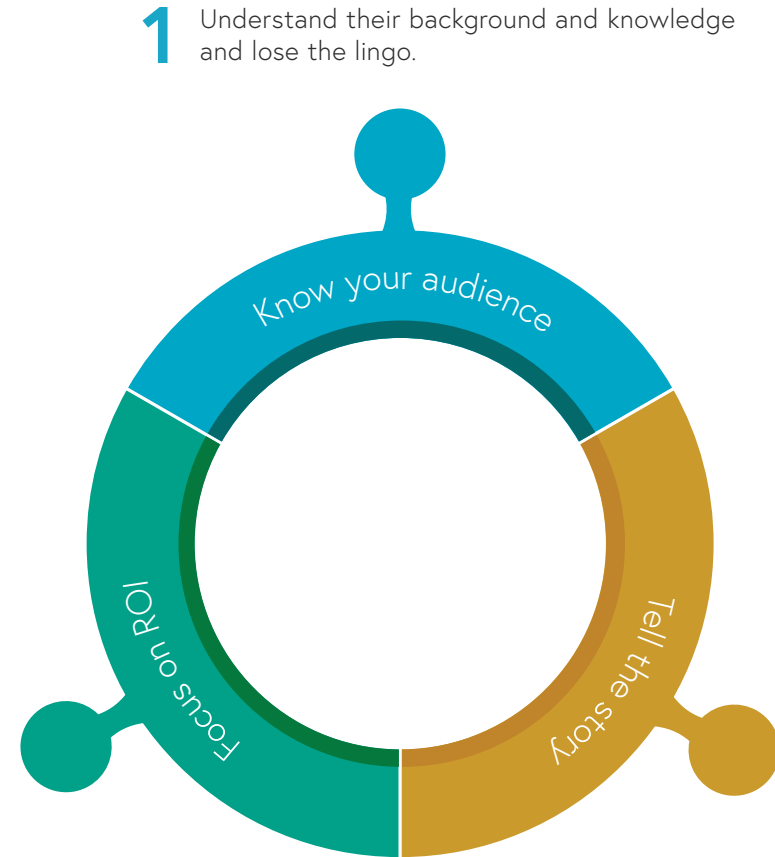 1 Understand their background and knowledge
and lose the lingo.
Know your audience
Tell the story
Focus on ROI